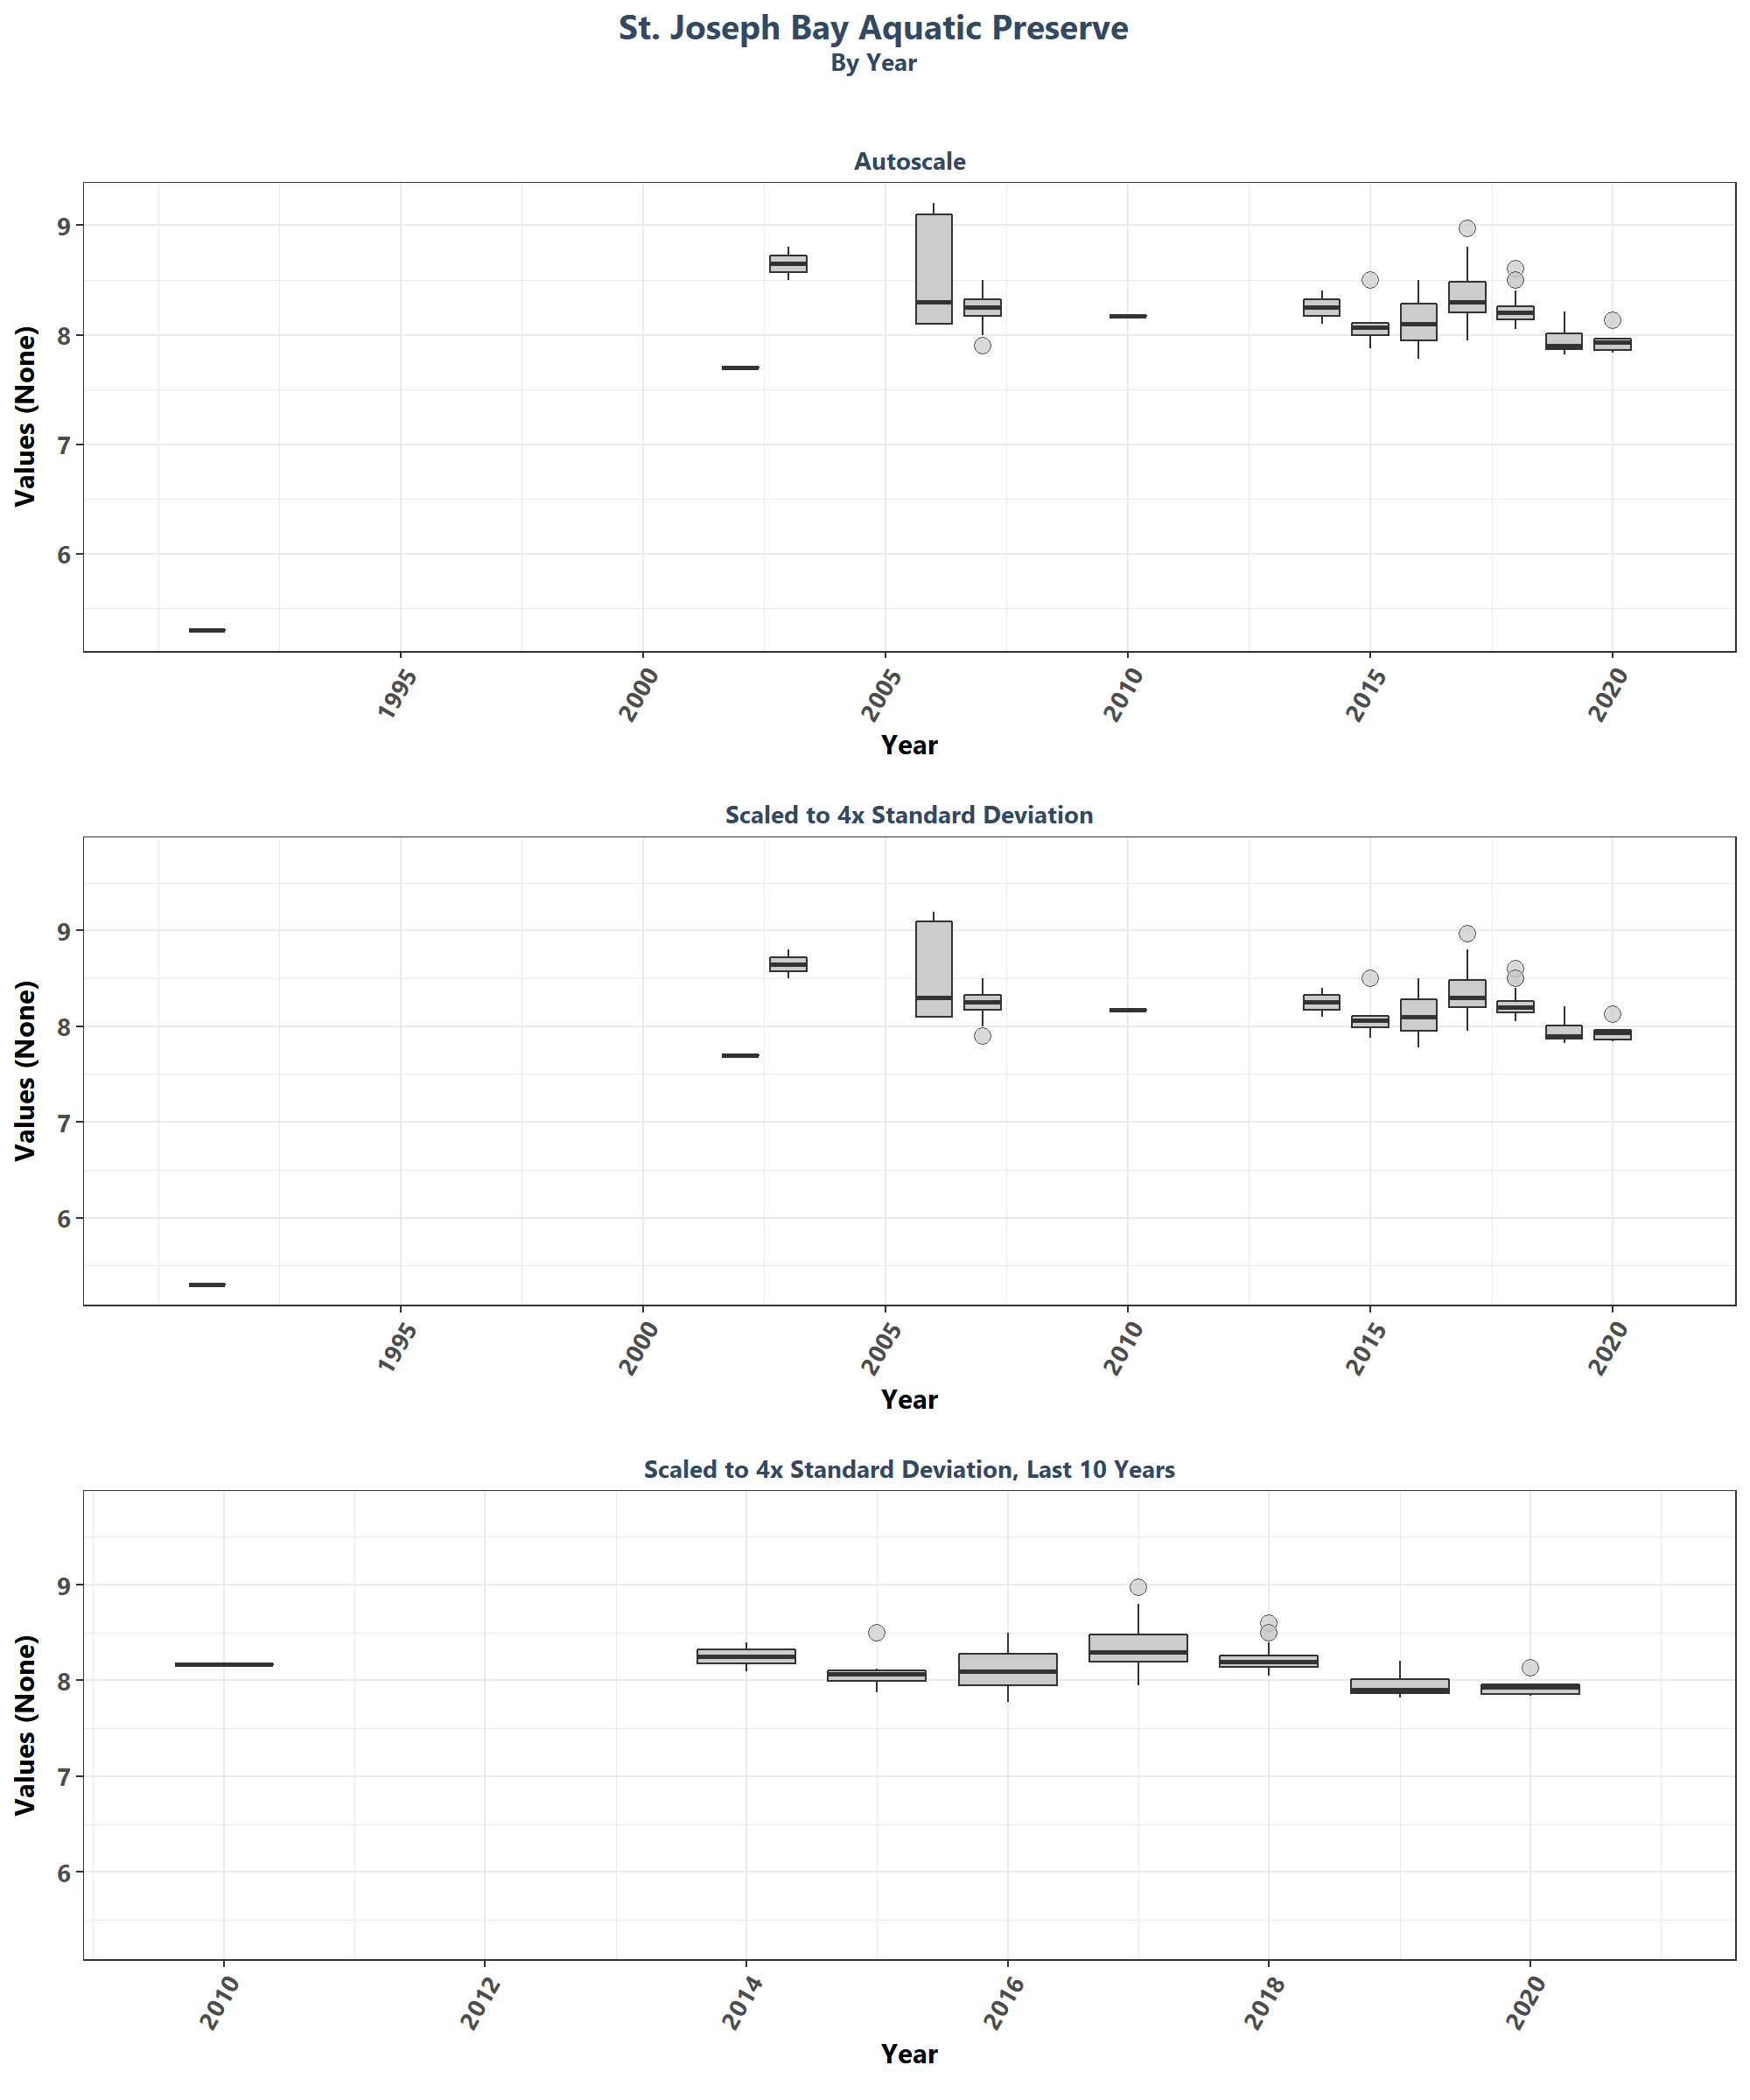 St. Joseph Bay Aquatic Preserve
By Year
Autoscale
Values (None)
9
8
7
6
1995
2000
2005
2010
2015
2020
Year
Scaled to 4x Standard Deviation
Values (None)
9
8
7
6
1995
2000
2005
2010
2015
2020
Year
Scaled to 4x Standard Deviation, Last 10 Years
Values (None)
9
8
7
6
2010
2012
2014
2016
2018
2020
Year